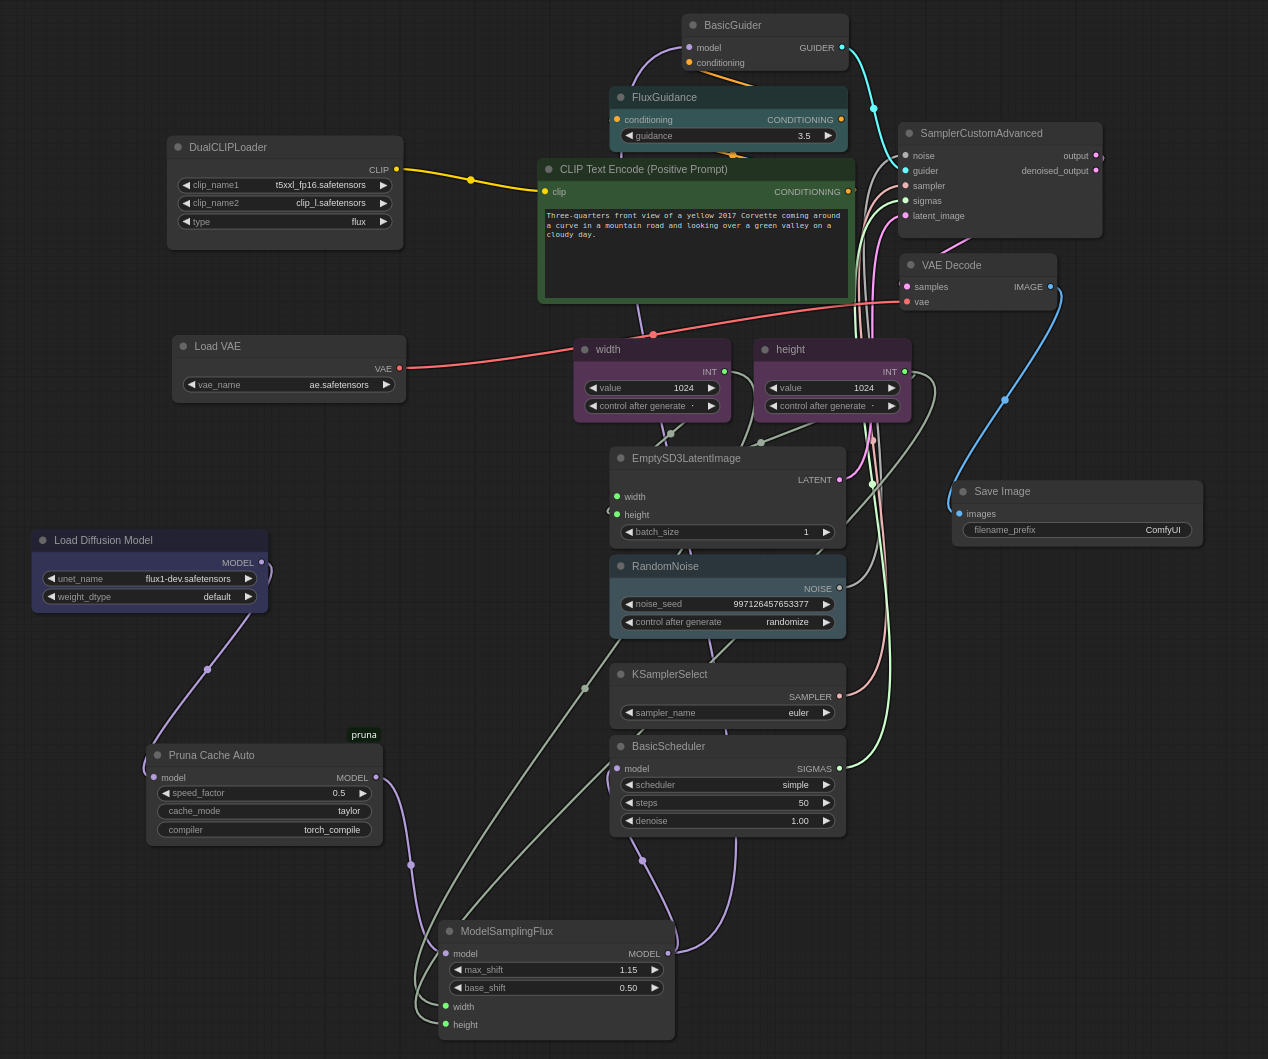 BasicGuider
model GUIDER
conditioning
FluxGuidance
conditioning CONDITIONING
guidance 3.5
DualCLIPLoader
CLIP
clip_name1 t5xxl_fp16.safetensors
clip_name2 clip_l.safetensors
type flux
CLIP Text Encode (Positive Prompt)
clip CONDITIONING
Three-quarters front view of a yellow 2017 Corvette coming around
a curve in a mountain road and looking over a green valley on a
cloudy day.
SamplerCustomAdvanced
noise output
guider denoised_output
sampler
sigmas
latent_image
VAE Decode
samples IMAGE
vae
Load VAE
VAE
vae_name ae.safetensors
width
INT
value 1024
control after generate
height
INT
value 1024
control after generate
EmptySD3LatentImage
LATENT
width
height
batch_size 1
Save Image
images
filename_prefix ComfyUI
Load Diffusion Model
MODEL
unet_name flux1-dev.safetensors
weight_dtype default
RandomNoise
NOISE
noise_seed 997126457653377
control after generate randomize
KSamplerSelect
SAMPLER
sampler_name euler
pruna
Pruna Cache Auto
model MODEL
speed_factor 0.5
cache_mode taylor
compiler torch_compile
BasicScheduler
model SIGMAS
scheduler simple
steps 50
denoise 1.00
ModelSamplingFlux
model MODEL
max_shift 1.15
base_shift 0.50
width
height